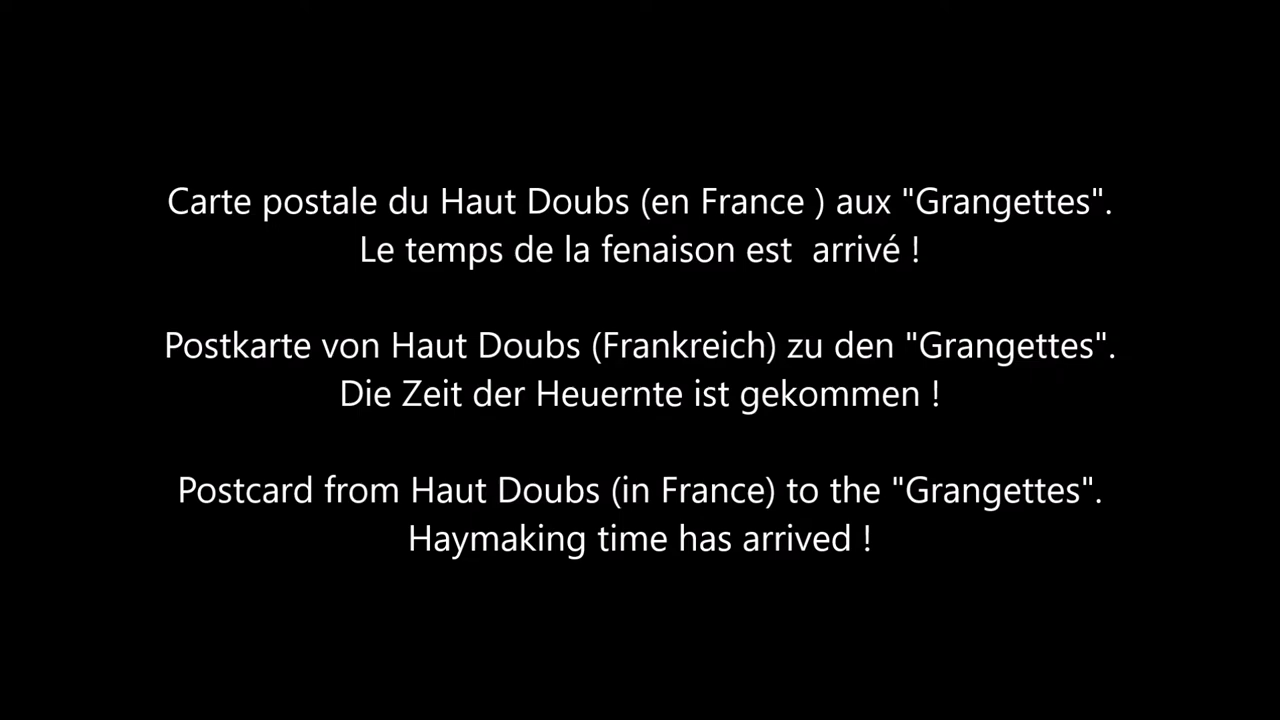 Carte postale du Haut Doubs (en France ) aux "Grangettes".
Le temps de la fenaison est  arrivé !
Postkarte von Haut Doubs (Frankreich) zu den "Grangettes".
Die Zeit der Heuernte ist gekommen !
Postcard from Haut Doubs (in France) to the "Grangettes".
Haymaking time has arrived !